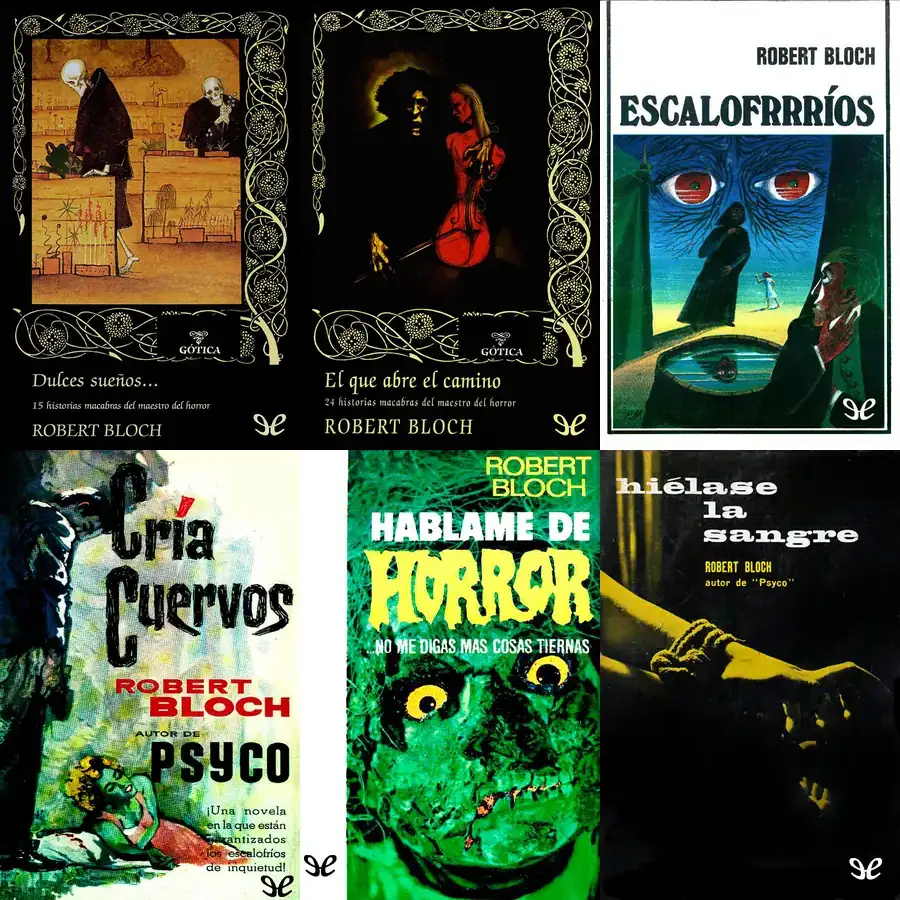 GÓTICA
Dulces sueños...
15 historias macabras del maestro del horror
ROBERT BLOCH
GÓTICA
El que abre el camino
24 historias macabras del maestro del horror
ROBERT BLOCH
ROBERT BLOCH
ESCALOFRRRÍOS
Cría
Cuervos
ROBERT
BLOCH
AUTOR DE
PSYCO
¡Una novela
en la que están
garantizados
los escalofríos
de inquietud!
ROBERT
BLOCH
HABLAME DE
HORROR
...NO ME DIGAS MAS COSAS TIERNAS
hiélase
la
sangre
ROBERT BLOCH
autor de "Psyco"